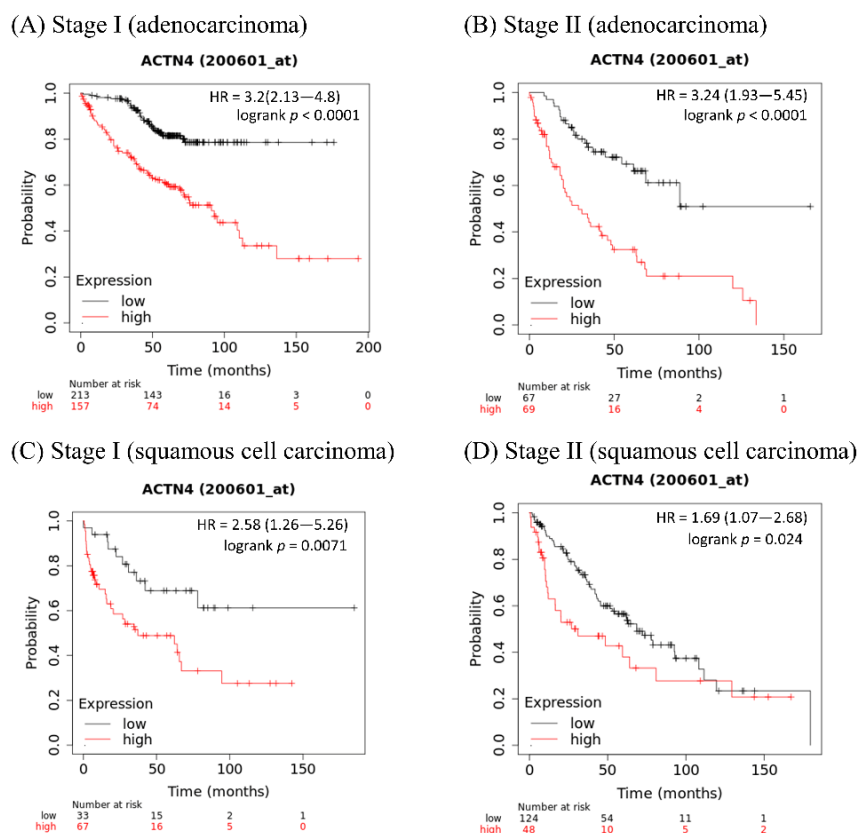 (A) Stage I (adenocarcinoma)
ACTN4 (200601_at)
HR = 3.2(2.13—4.8)
logrank p < 0.0001
Probability
1.0
0.8
0.6
0.4
0.2
0.0
Expression
low
high
0 50 100 150 200
Time (months)
Number at risk
low 213 143 16 3 0
high 157 74 14 5 0
(B) Stage II (adenocarcinoma)
ACTN4 (200601_at)
HR = 3.24 (1.93—5.45)
logrank p < 0.0001
Probability
1.0
0.8
0.6
0.4
0.2
0.0
Expression
low
high
0 50 100 150
Time (months)
Number at risk
low 67 27 2 1
high 69 16 4 0
(C) Stage I (squamous cell carcinoma)
ACTN4 (200601_at)
HR = 2.58 (1.26—5.26)
logrank p = 0.0071
Probability
1.0
0.8
0.6
0.4
0.2
0.0
Expression
low
high
0 50 100 150
Time (months)
Number at risk
low 33 15 2 1
high 67 16 5 0
(D) Stage II (squamous cell carcinoma)
ACTN4 (200601_at)
HR = 1.69 (1.07—2.68)
logrank p = 0.024
Probability
1.0
0.8
0.6
0.4
0.2
0.0
Expression
low
high
0 50 100 150
Time (months)
Number at risk
low 124 54 11 1
high 48 10 5 2